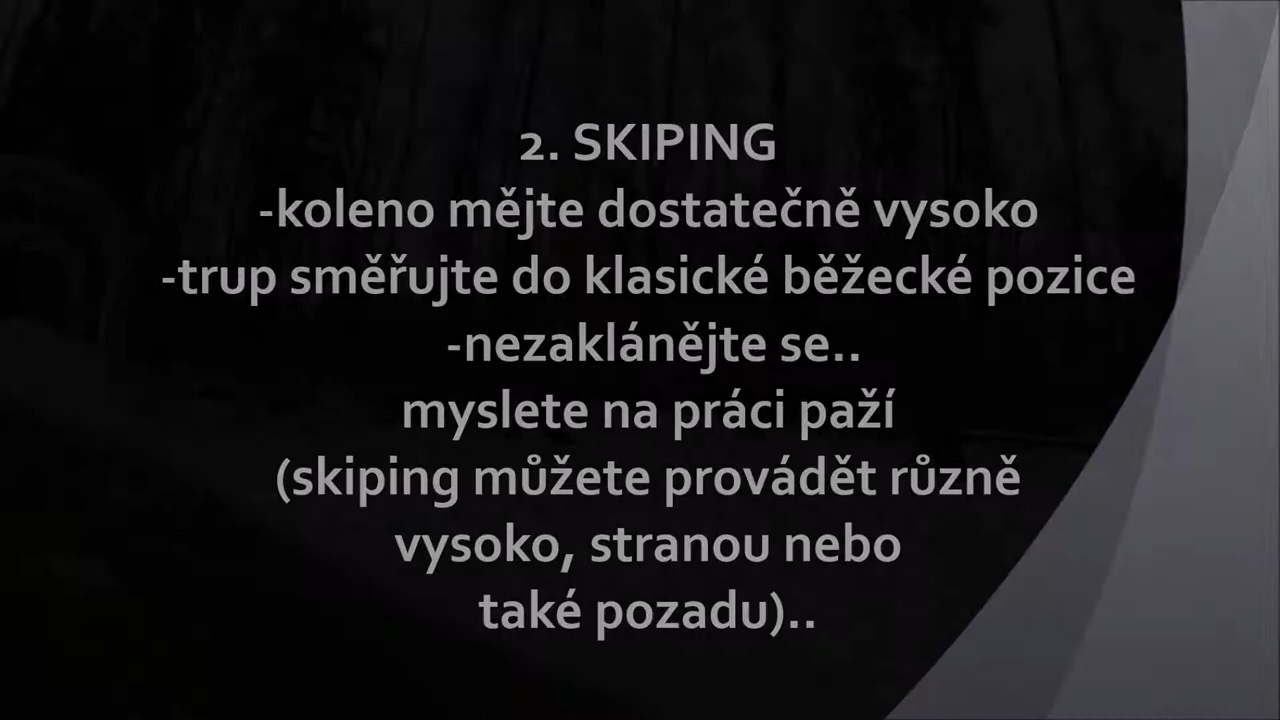 2. SKIPING
-koleno mějte dostatečně vysoko
-trup směřujte do klasické běžecké pozice
-nezaklánějte se..
myslete na práci paží
(skiping můžete provádět různě
vysoko, stranou nebo
také pozadu)..